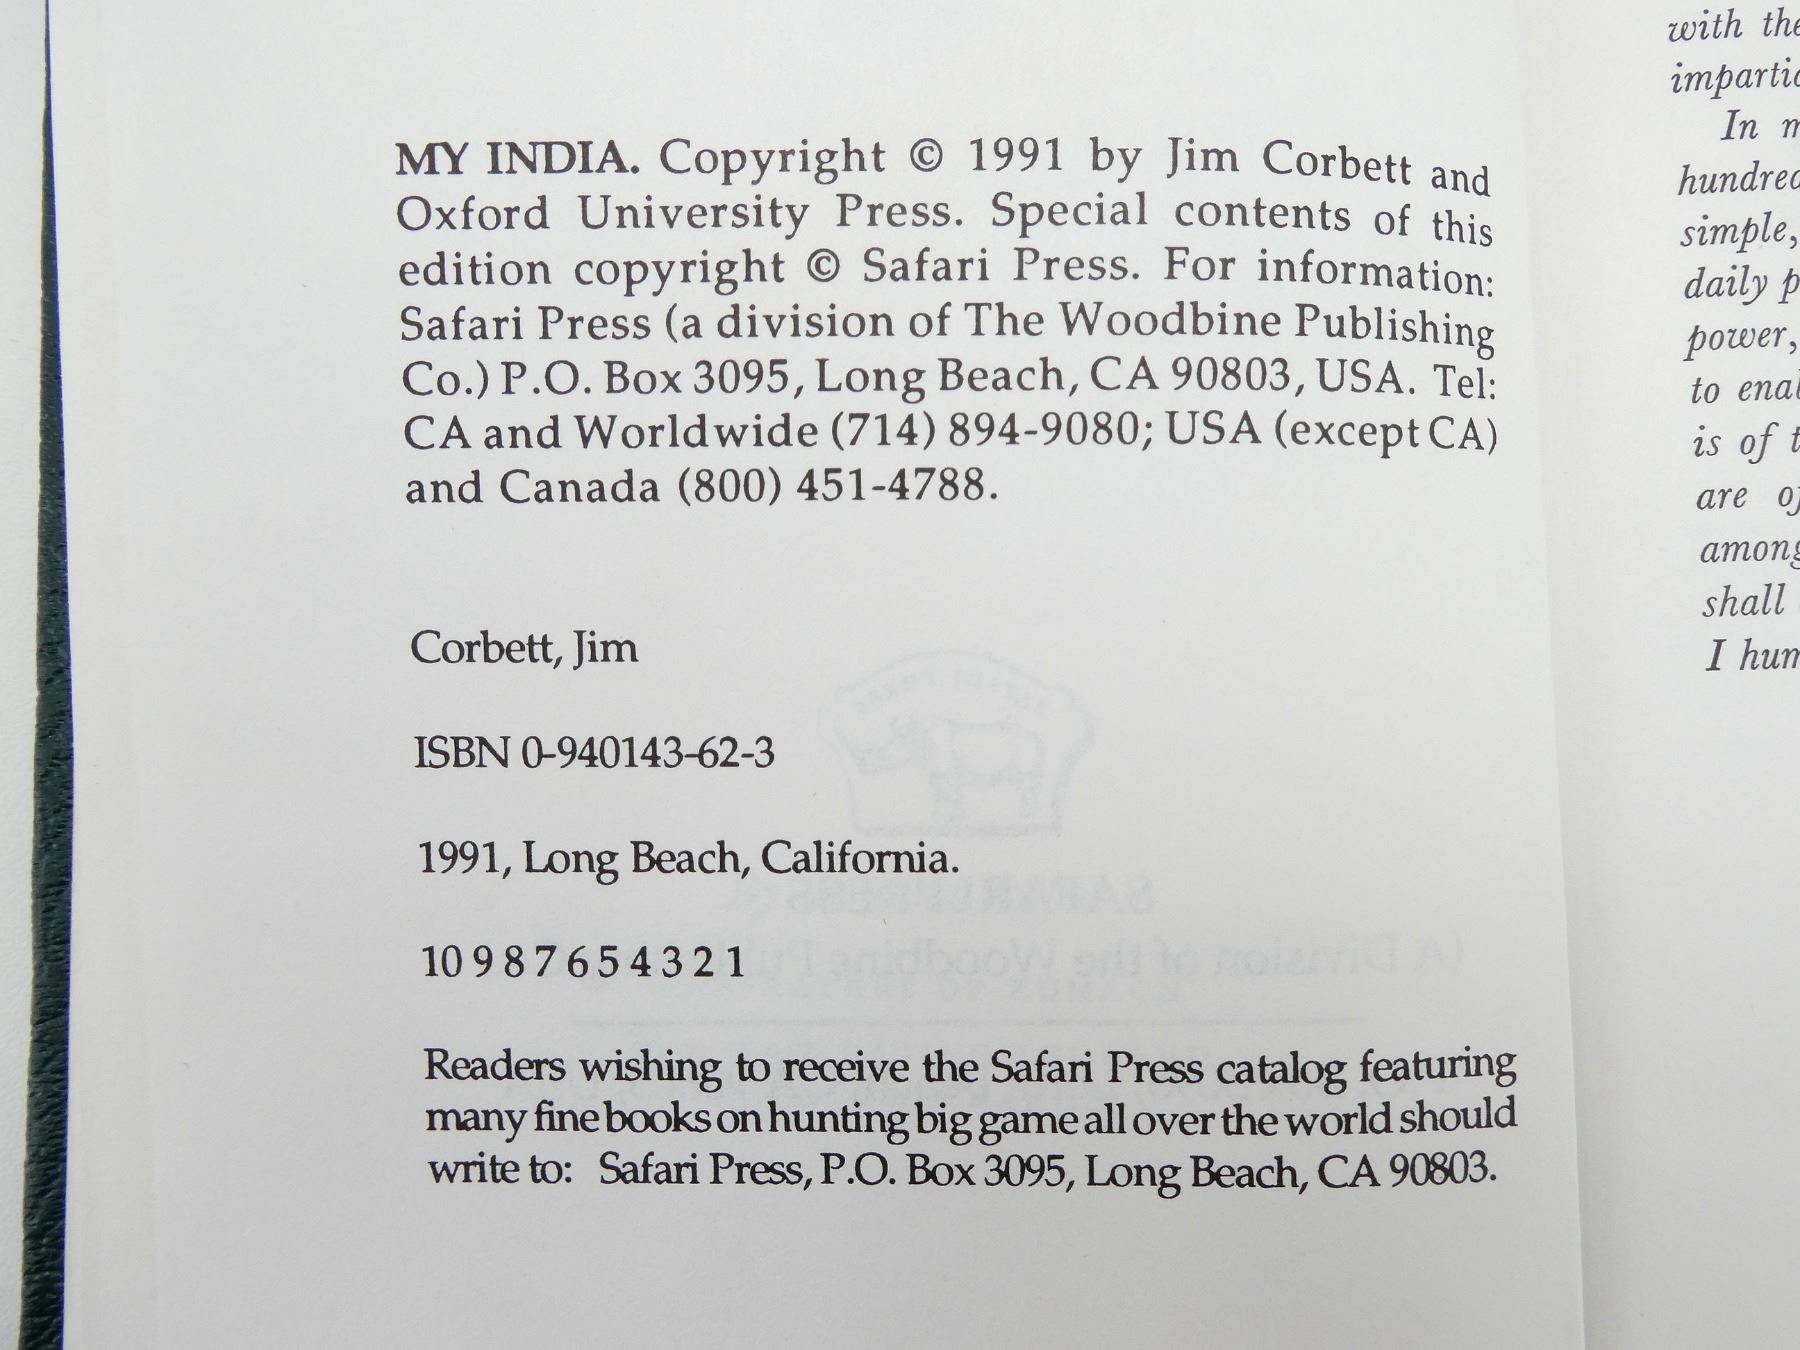 MY INDIA. Copyright © 1991 by Jim Corbett and
Oxford University Press. Special contents of this
edition copyright © Safari Press. For information:
Safari Press (a division of The Woodbine Publishing
Co.) P.O. Box 3095, Long Beach, CA 90803, USA. Tel:
CA and Worldwide (714) 894-9080; USA (except CA)
and Canada (800) 451-4788.
Corbett, Jim
ISBN 0-940143-62-3
1991, Long Beach, California.
10 9 8 7 6 5 4 3 2 1
Readers wishing to receive the Safari Press catalog featuring
many fine books on hunting big game all over the world should
write to: Safari Press, P.O. Box 3095, Long Beach, CA 90803.
with
In
simple,
daily
power,
to
is of
are
shall
I